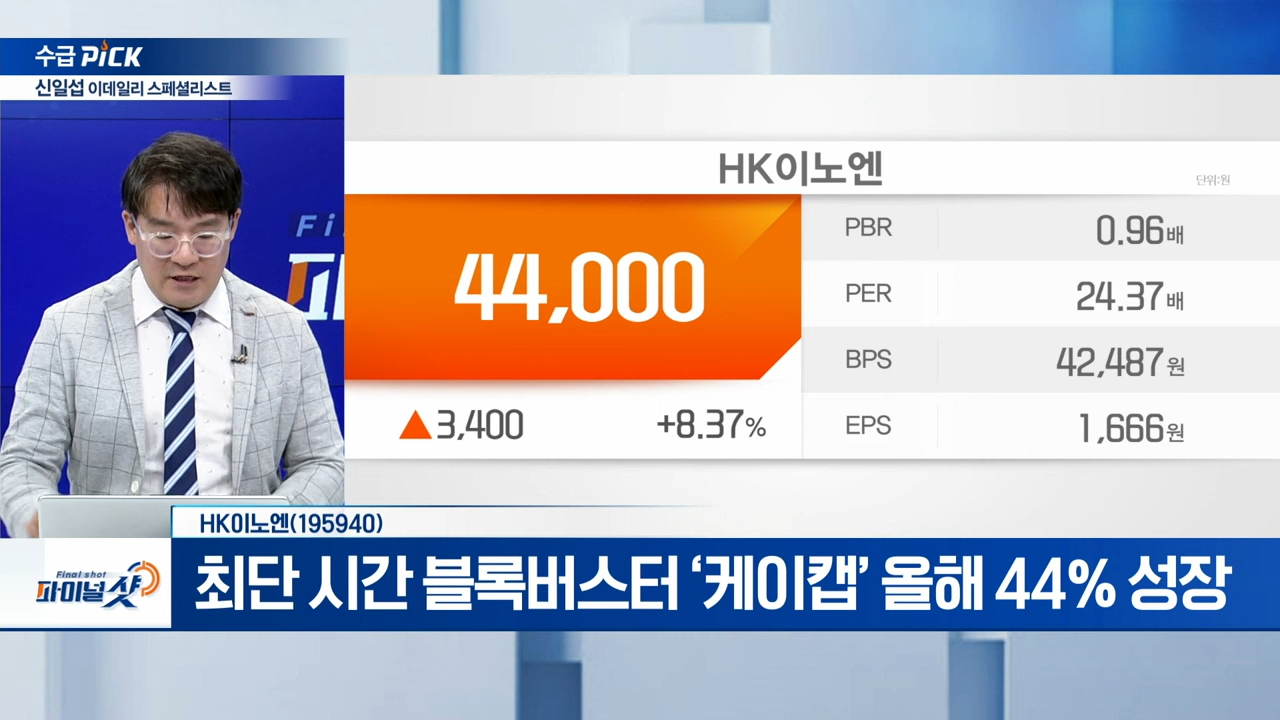 수급 PICK
신일섭 이데일리 스페셜리스트
Fi
파
HK이노엔
단위:원
44,000
▲3,400 +8.37%
PBR 0.96배
PER 24.37배
BPS 42,487원
EPS 1,666원
HK이노엔(195940)
Final shot
파이널샷
최단 시간 블록버스터 ‘케이캡’ 올해 44% 성장